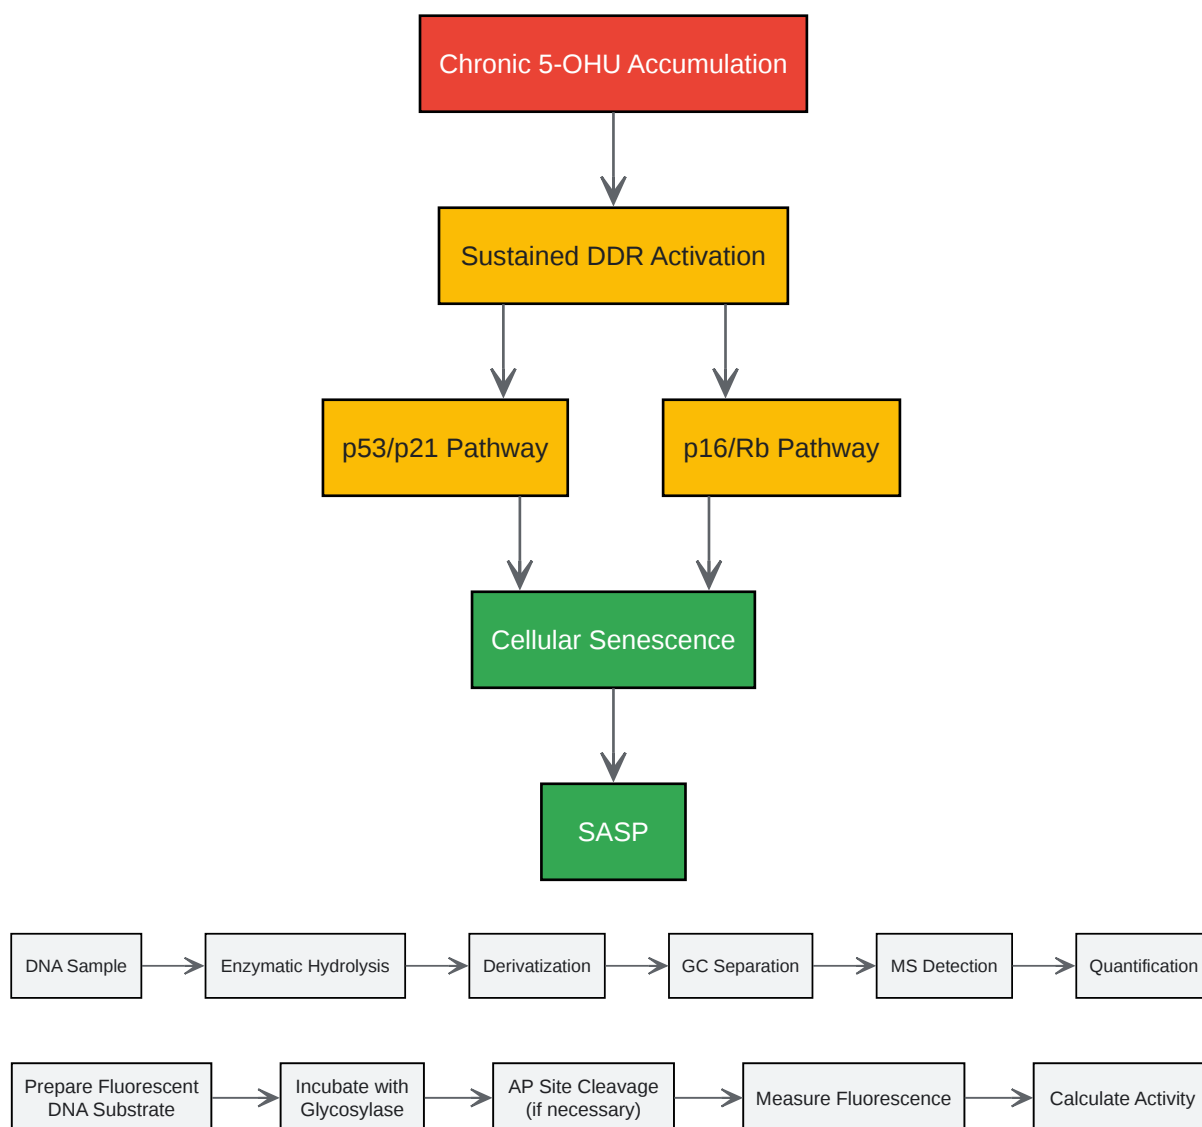 Chronic 5-OHU Accumulation
Sustained DDR Activation
p53/p21 Pathway
p16/Rb Pathway
Cellular Senescence
SASP
DNA Sample
Enzymatic Hydrolysis
Derivatization
GC Separation
MS Detection
Quantification
Prepare Fluorescent
DNA Substrate
Incubate with
Glycosylase
AP Site Cleavage
(if necessary)
Measure Fluorescence
Calculate Activity